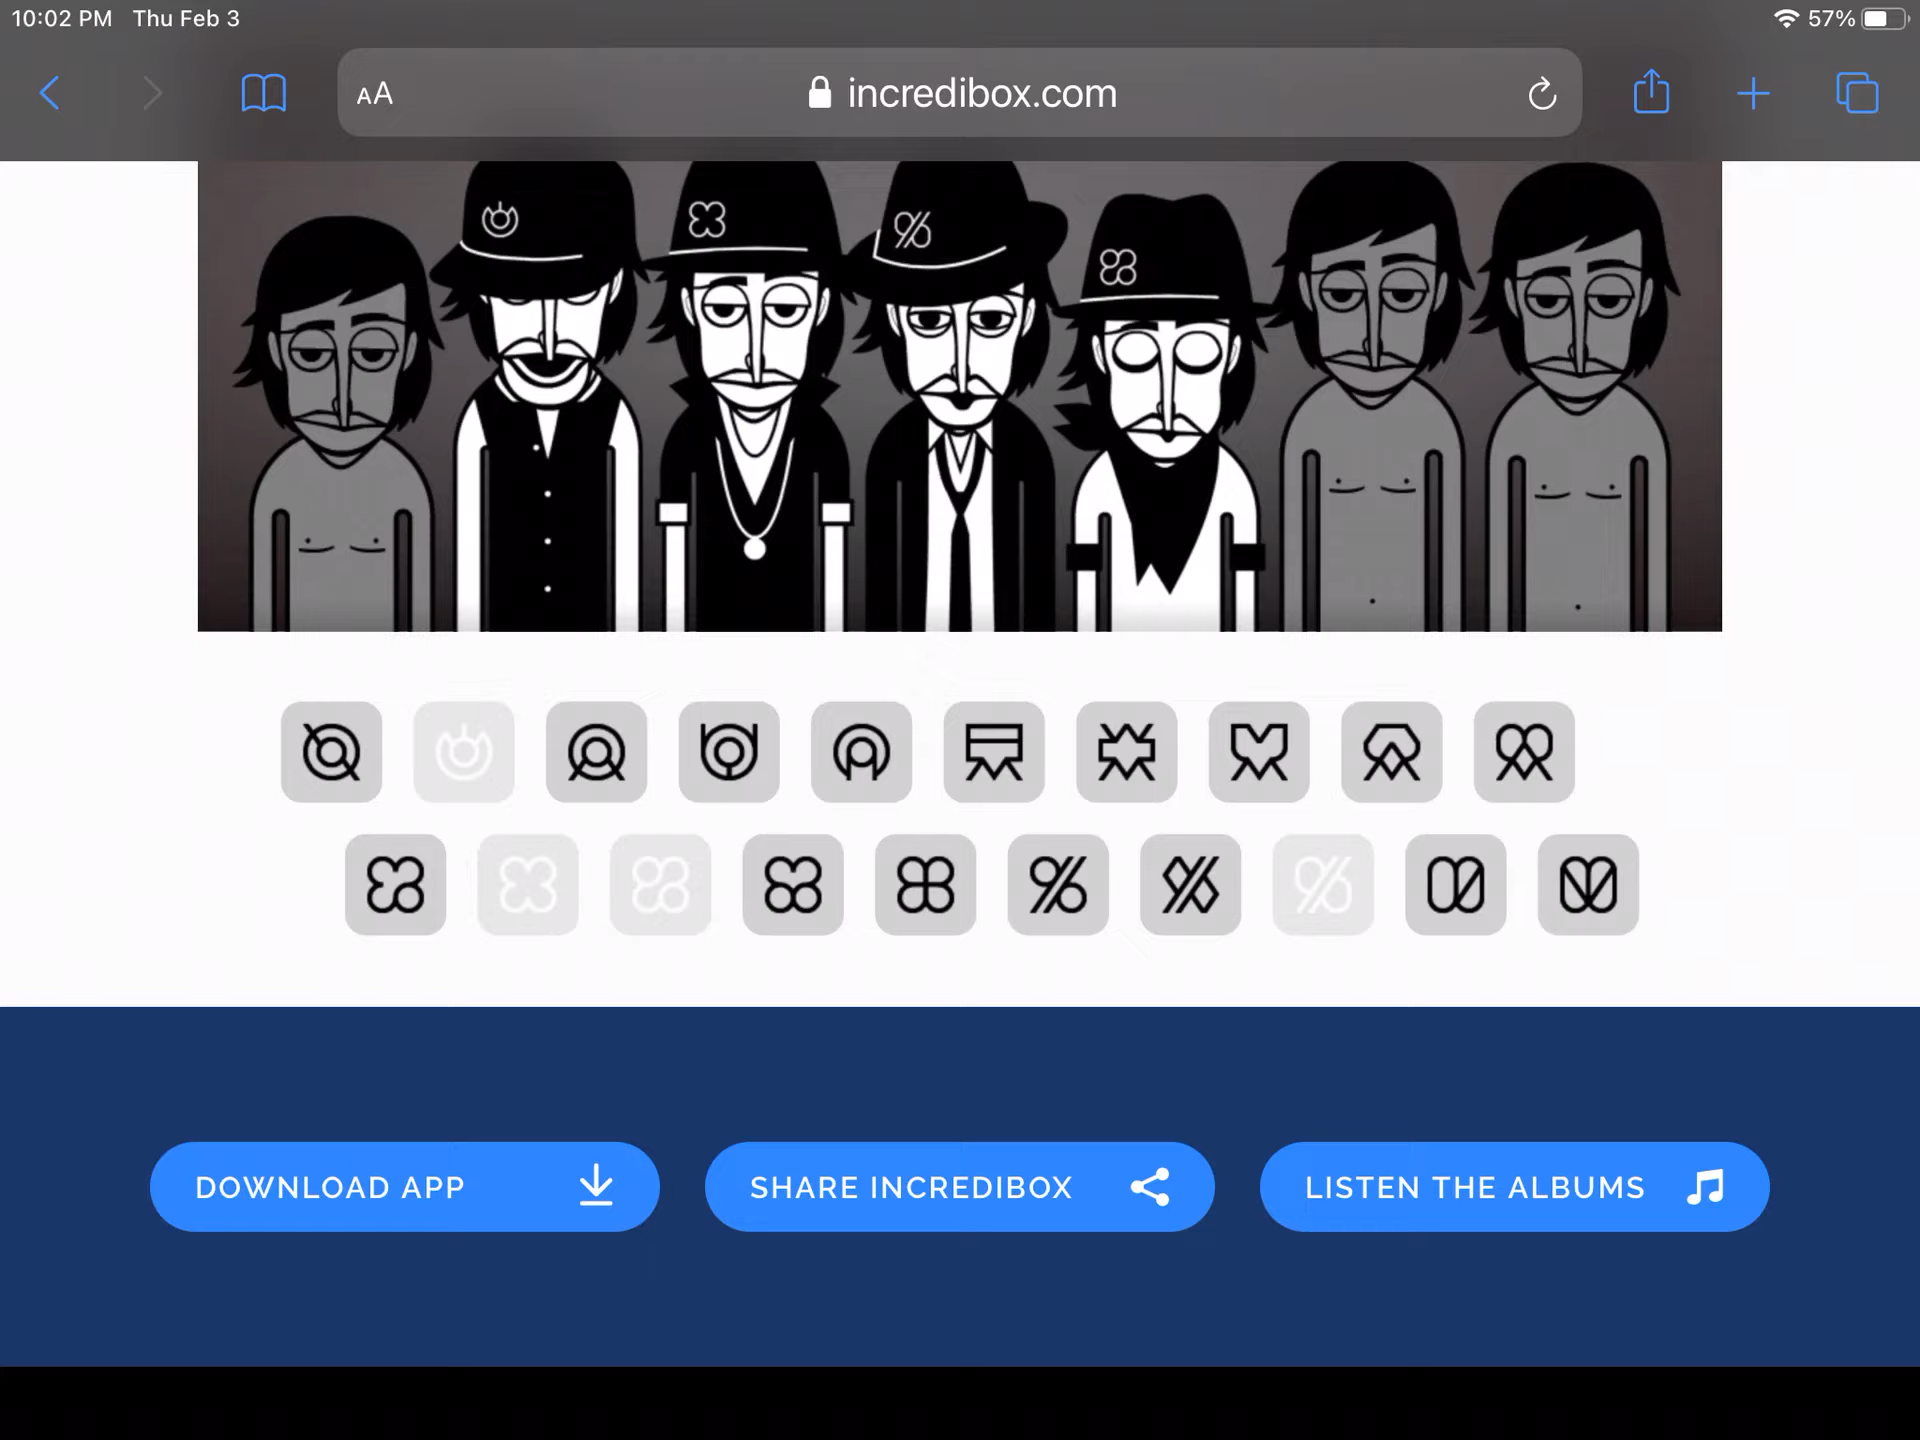 10:02 PM Thu Feb 3 57%
AA incredibox.com
DOWNLOAD APP
SHARE INCREDIBOX
LISTEN THE ALBUMS